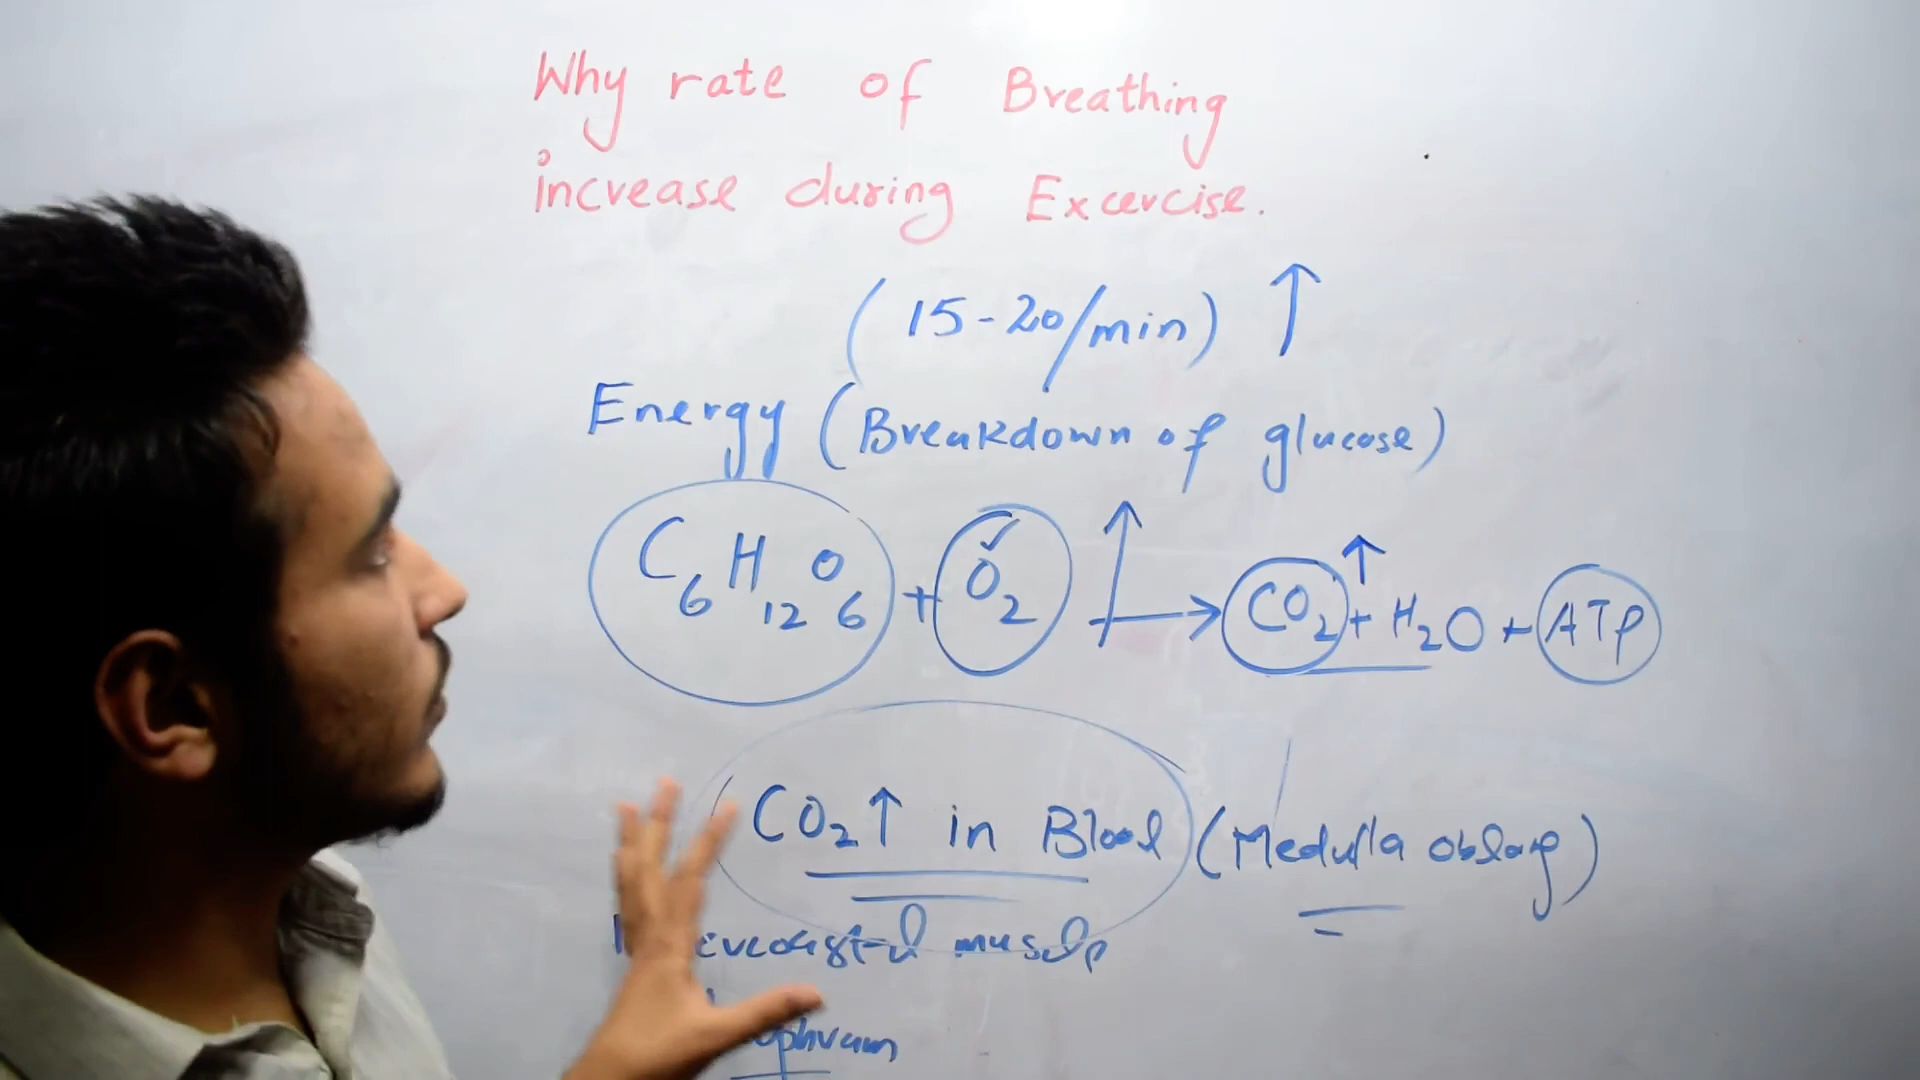 Why rate of Breathing
increase during Excercise.
(15-20/min) ↑
Energy (Breakdown of glucose)
C6H12O6 + O2 ↑ → CO2↑ + H2O + ATP
CO2↑ in Blood (Medulla oblong)